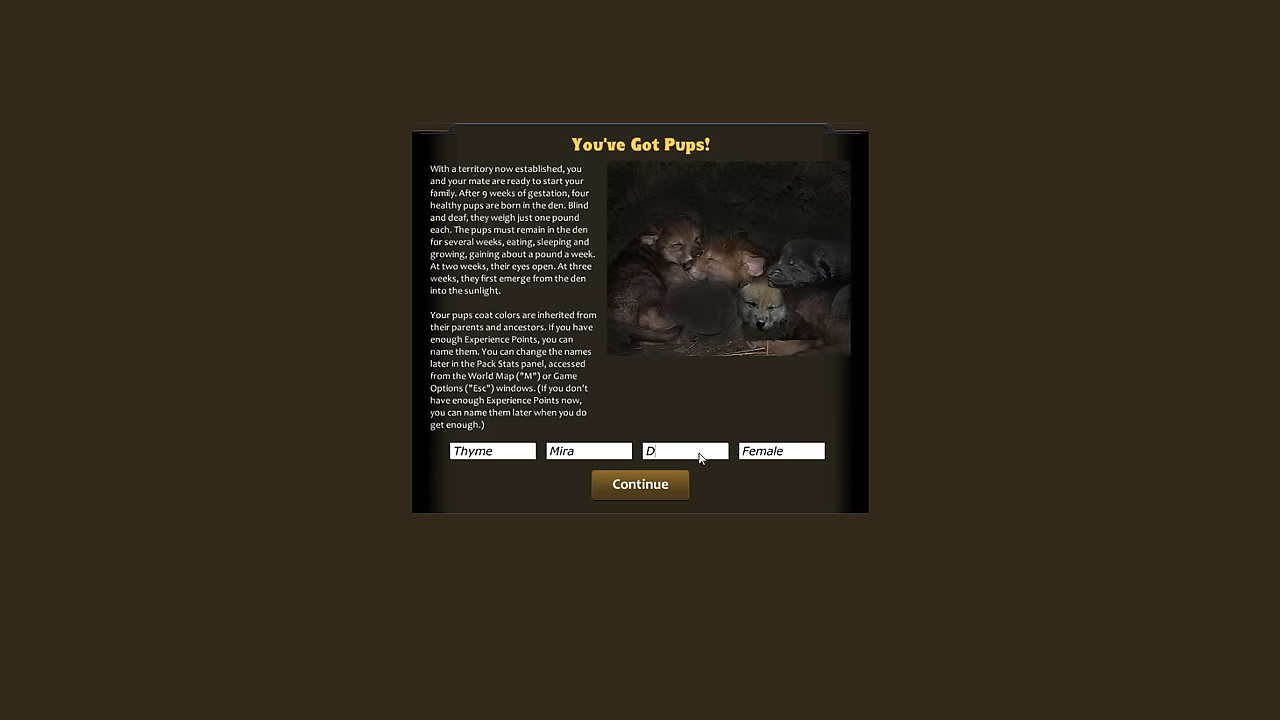 You've Got Pups!
With a territory now established, you
and your mate are ready to start your
family. After 9 weeks of gestation, four
healthy pups are born in the den. Blind
and deaf, they weigh just one pound
each. The pups must remain in the den
for several weeks, eating, sleeping and
growing, gaining about a pound a week.
At two weeks, their eyes open. At three
weeks, they first emerge from the den
into the sunlight.
Your pups coat colors are inherited from
their parents and ancestors. If you have
enough Experience Points, you can
name them. You can change the names
later in the Pack Stats panel, accessed
from the World Map ("M") or Game
Options ("Esc") windows. (If you don't
have enough Experience Points now,
you can name them later when you do
get enough.)
Thyme Mira D Female
Continue